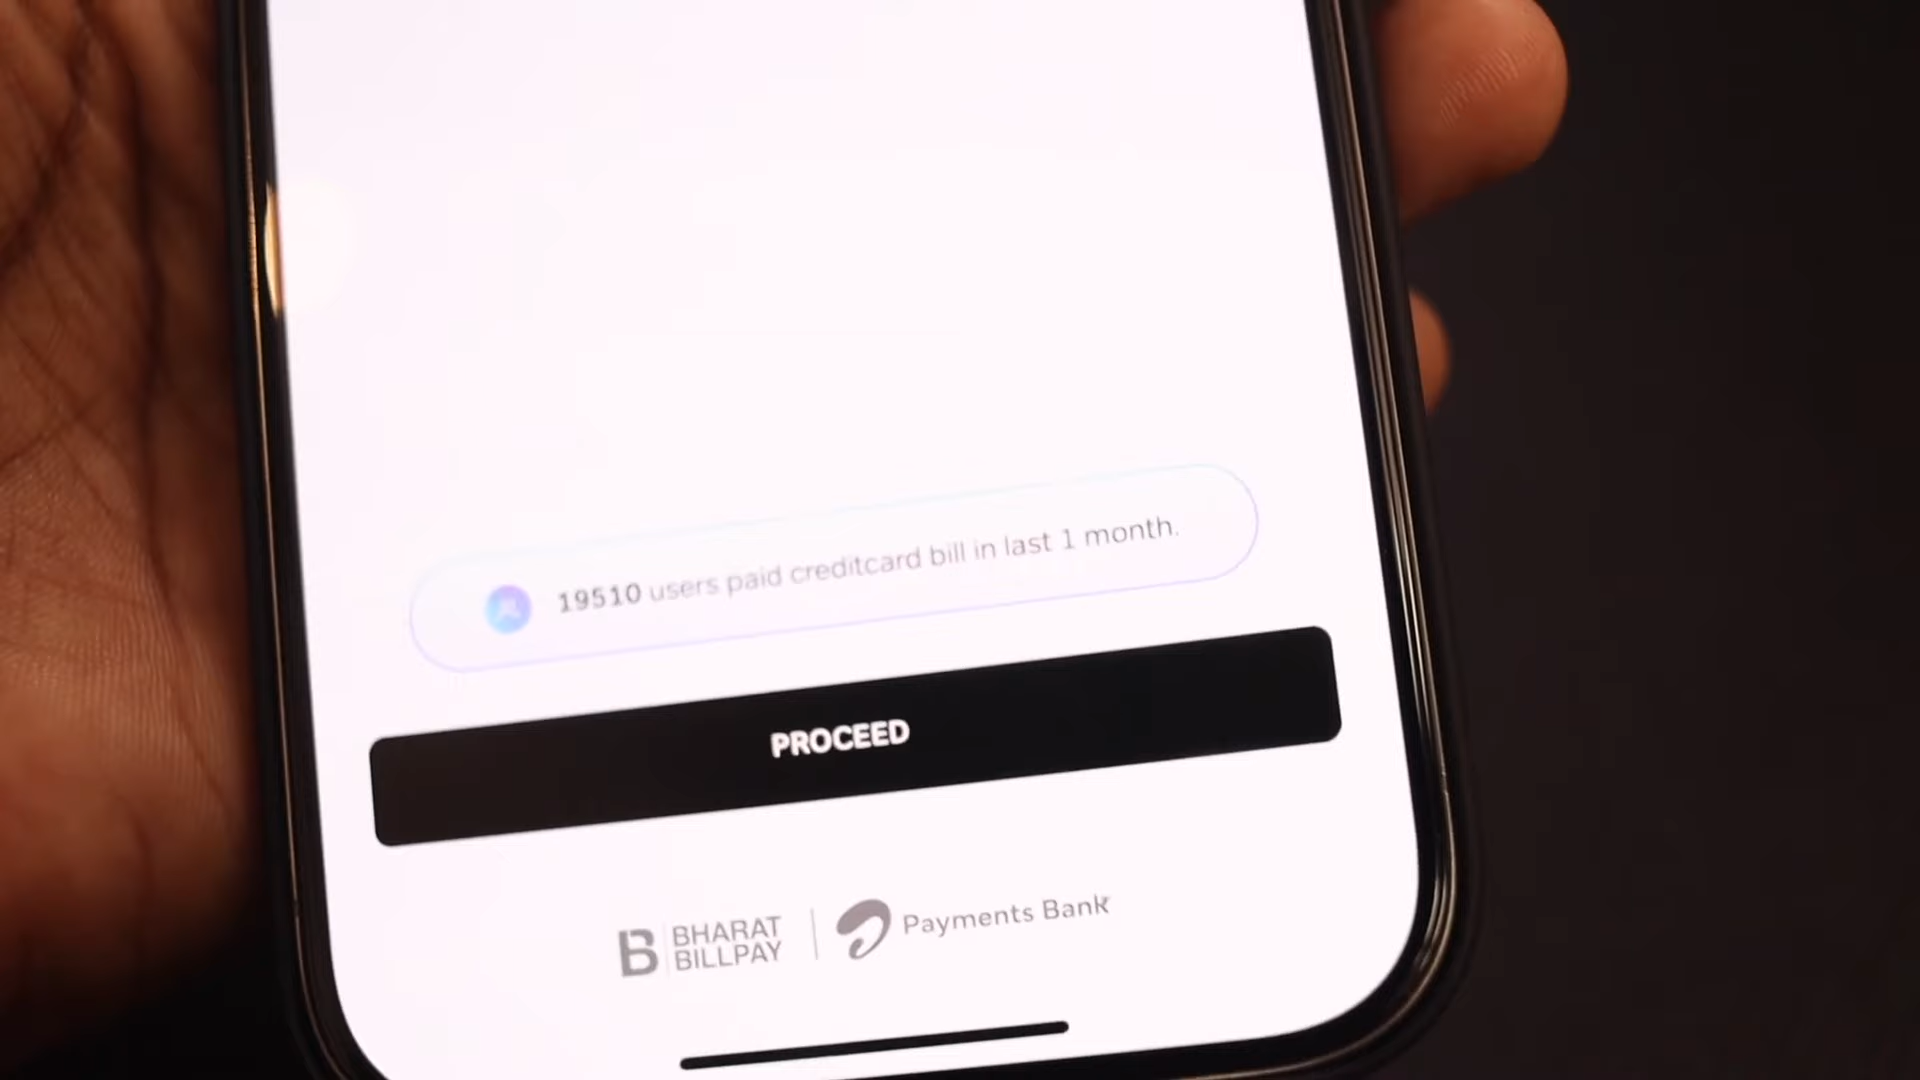 19510 users paid creditcard bill in last 1 month.
PROCEED
BHARAT
BILLPAY
Payments Bank